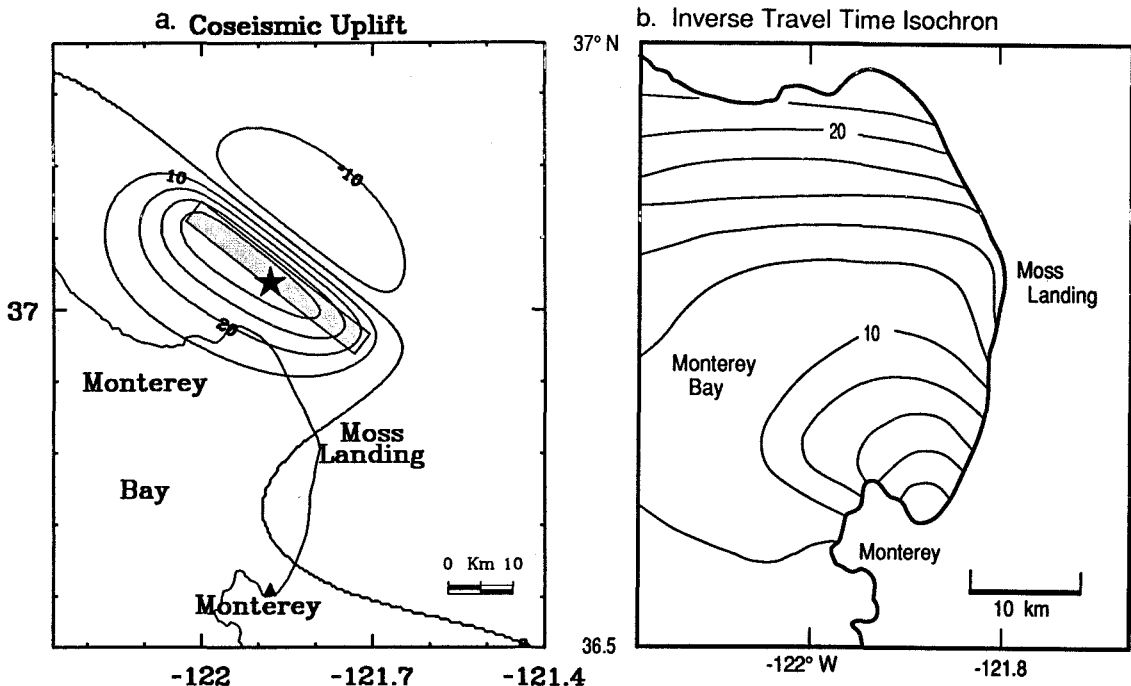 a. Coseismic Uplift
10
-10
20
37
Monterey
Bay
Moss
Landing
0 Km 10
Monterey
-122
-121.7
-121.4
b. Inverse Travel Time Isochron
37° N
20
10
Moss
Landing
Monterey
Bay
Monterey
10 km
36.5
-122° W
-121.8